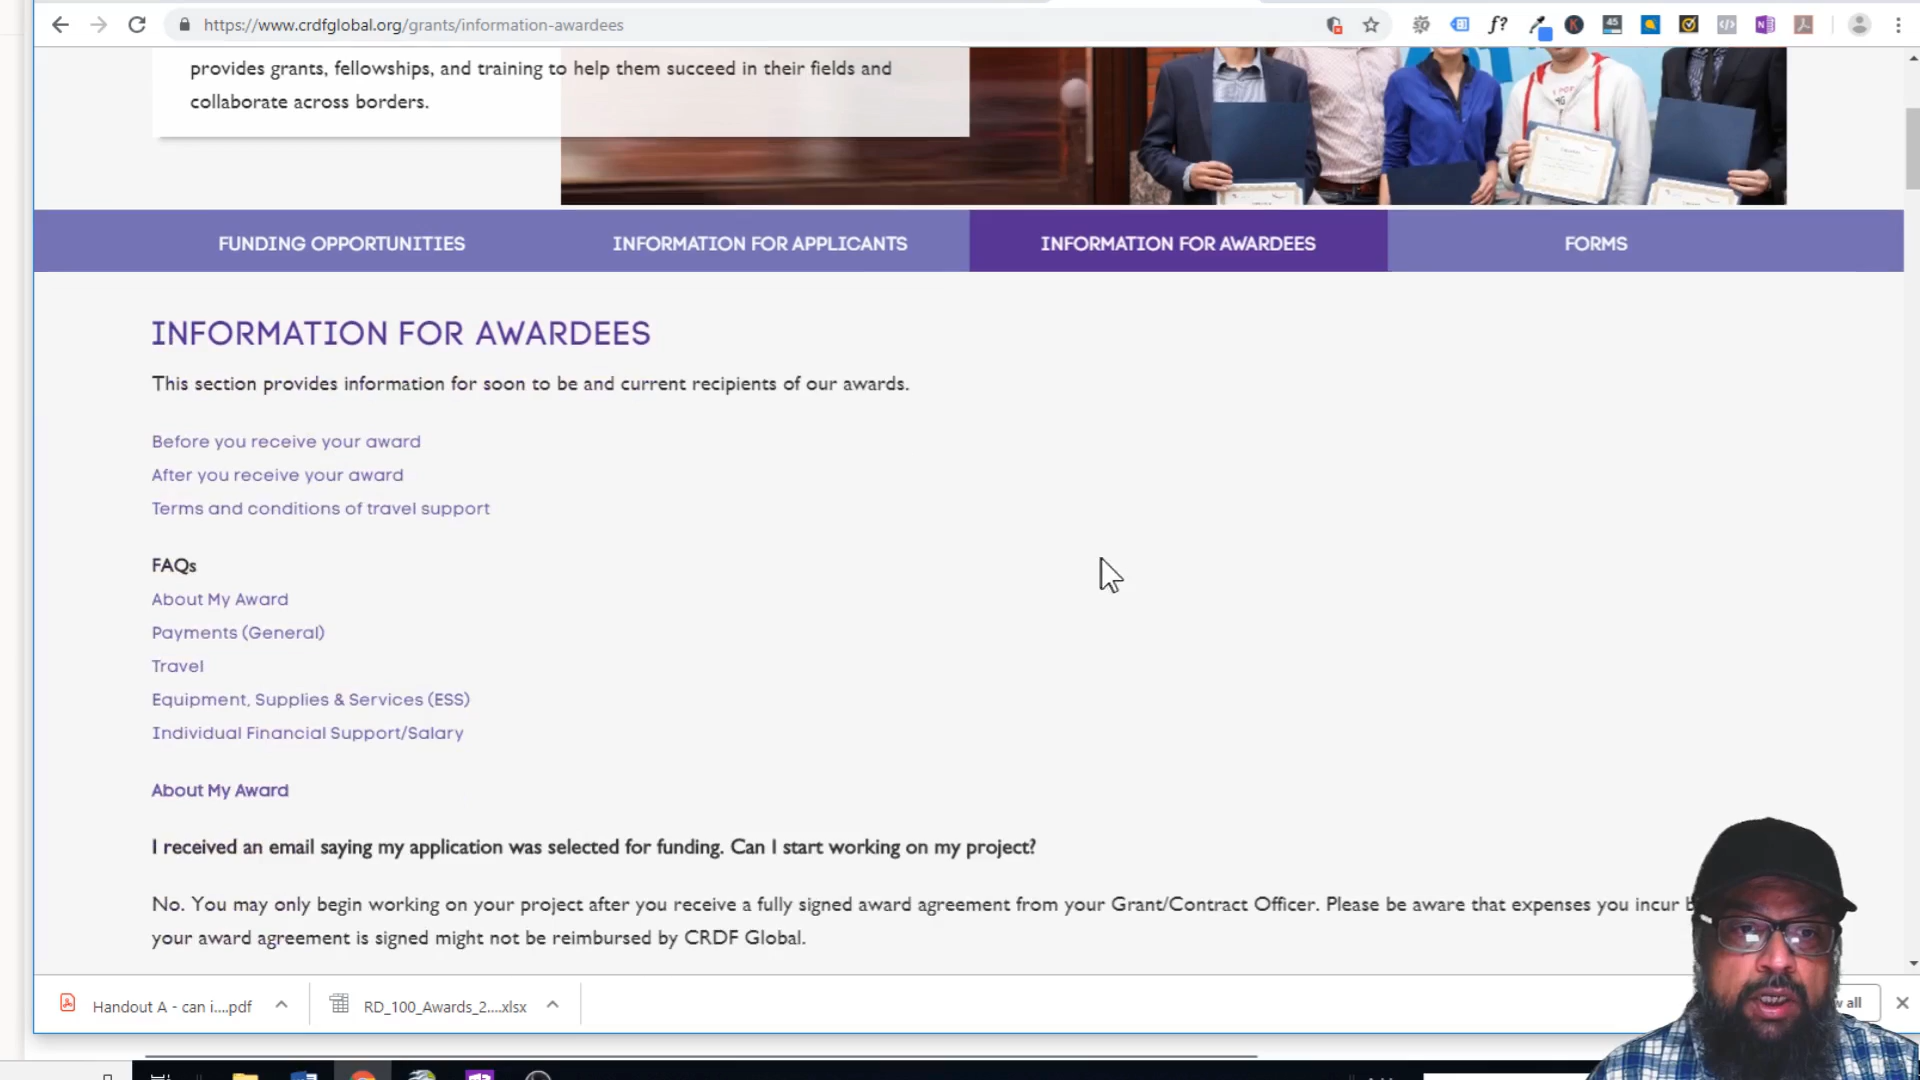 https://www.crdfglobal.org/grants/information-awardees
provides grants, fellowships, and training to help them succeed in their fields and
collaborate across borders.
FUNDING OPPORTUNITIES
INFORMATION FOR APPLICANTS
INFORMATION FOR AWARDEES
FORMS
INFORMATION FOR AWARDEES
This section provides information for soon to be and current recipients of our awards.
Before you receive your award
After you receive your award
Terms and conditions of travel support
FAQs
About My Award
Payments (General)
Travel
Equipment, Supplies & Services (ESS)
Individual Financial Support/Salary
About My Award
I received an email saying my application was selected for funding. Can I start working on my project?
No. You may only begin working on your project after you receive a fully signed award agreement from your Grant/Contract Officer. Please be aware that expenses you incur
your award agreement is signed might not be reimbursed by CRDF Global.
Handout A - can i....pdf
RD_100_Awards_2....xlsx
all